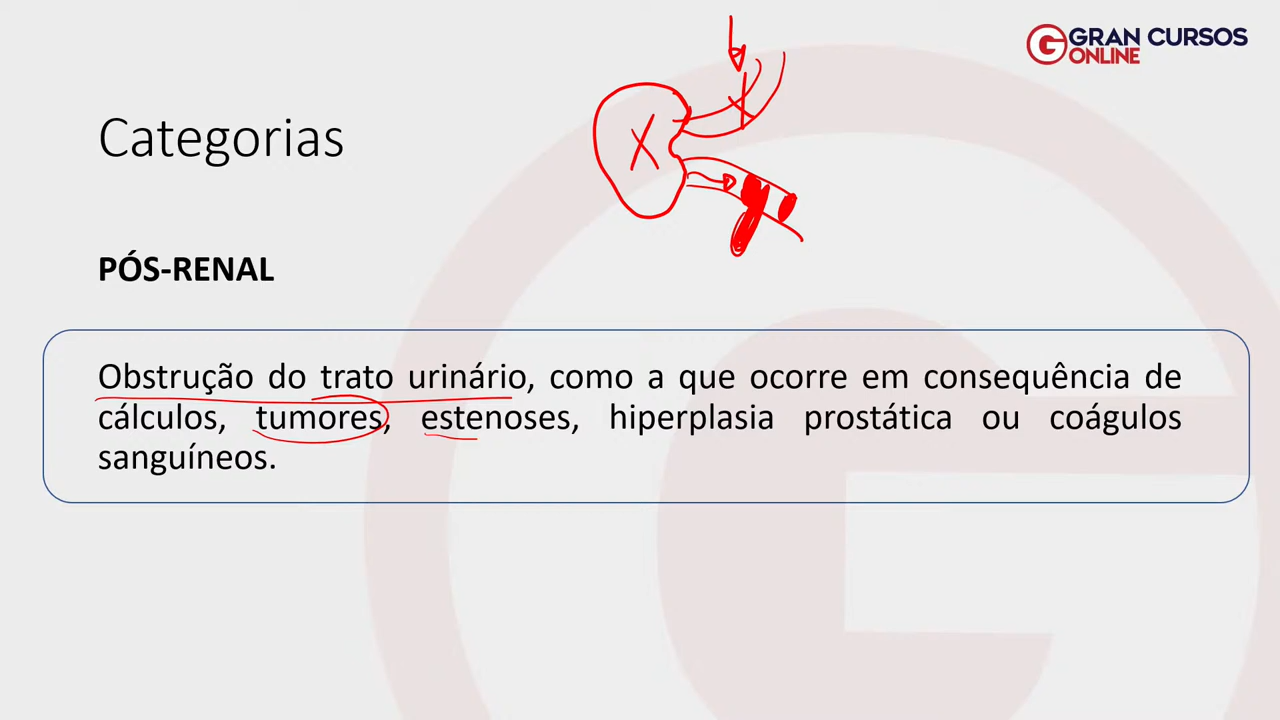 GRAN CURSOS
ONLINE
Categorias
X
PÓS-RENAL
Obstrução do trato urinário, como a que ocorre em consequência de
cálculos, tumores, estenoses, hiperplasia prostática ou coágulos
sanguíneos.